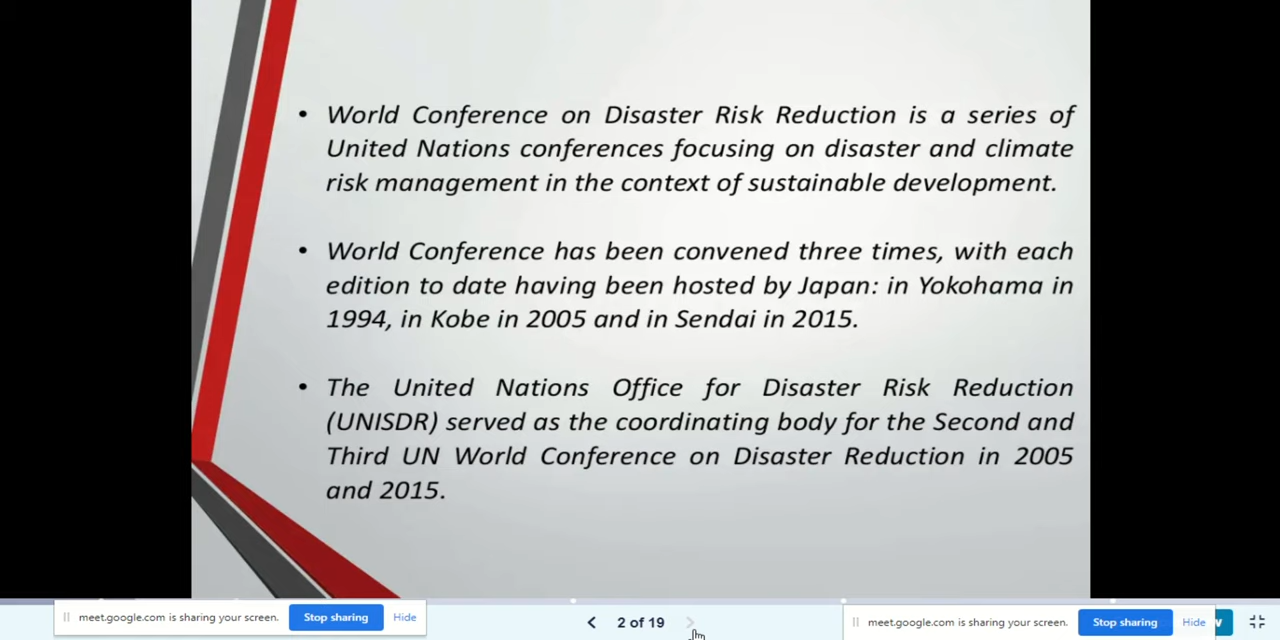 • World Conference on Disaster Risk Reduction is a series of
United Nations conferences focusing on disaster and climate
risk management in the context of sustainable development.
• World Conference has been convened three times, with each
edition to date having been hosted by Japan: in Yokohama in
1994, in Kobe in 2005 and in Sendai in 2015.
• The United Nations Office for Disaster Risk Reduction
(UNISDR) served as the coordinating body for the Second and
Third UN World Conference on Disaster Reduction in 2005
and 2015.
meet.google.com is sharing your screen. Stop sharing Hide
2 of 19
meet.google.com is sharing your screen. Stop sharing Hide